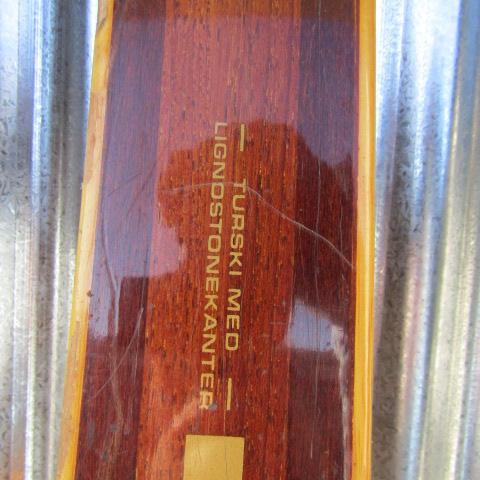 — TURSKI MED —
LIGNOSTONEKANTER